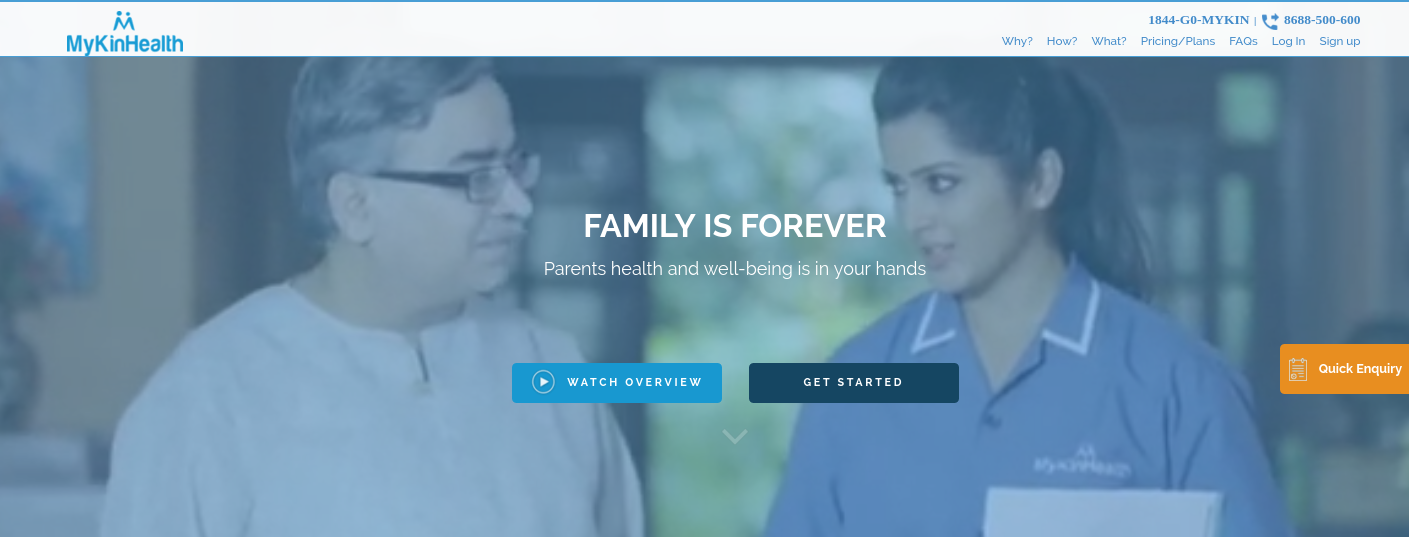 MyKinHealth
1844-G0-MYKIN | 8688-500-600
Why? How? What? Pricing/Plans FAQs Log In Sign up
FAMILY IS FOREVER
Parents health and well-being is in your hands
WATCH OVERVIEW
GET STARTED
Quick Enquiry
MyKinHealth